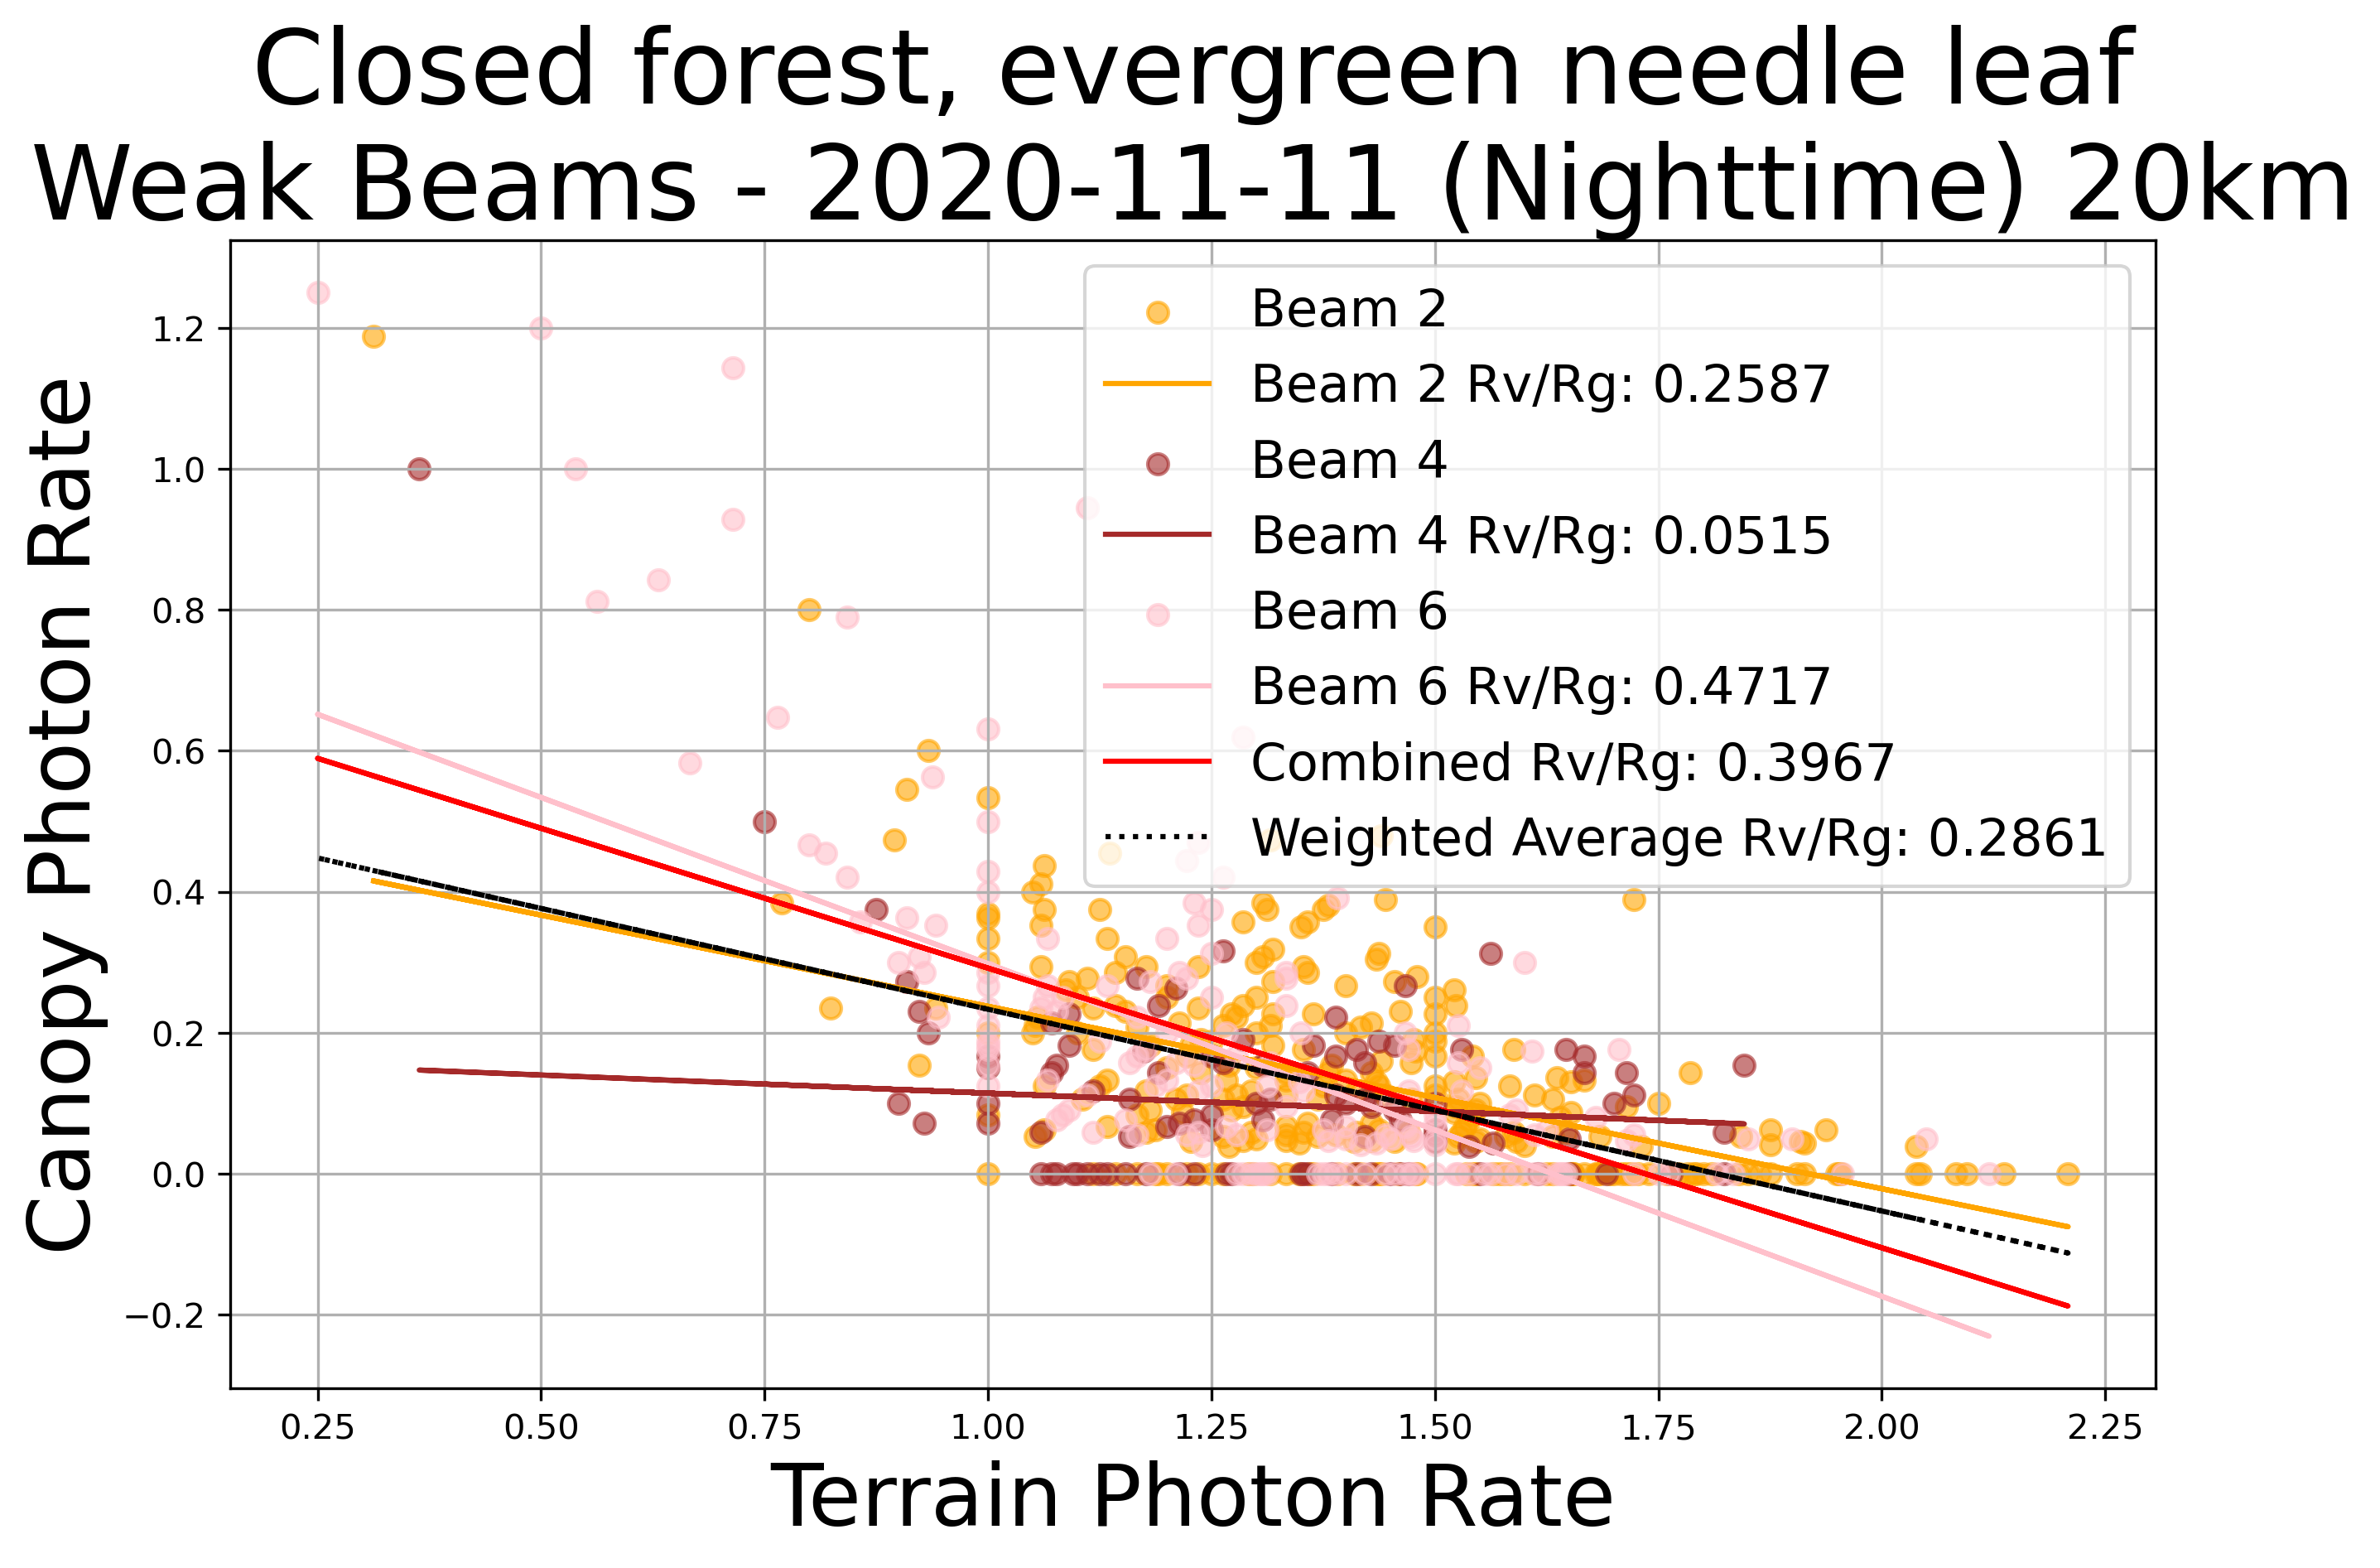 Closed forest, evergreen needle leaf
Weak Beams - 2020-11-11 (Nighttime) 20km
Canopy Photon Rate
1.2
1.0
0.8
0.6
0.4
0.2
0.0
−0.2
Beam 2
Beam 2 Rv/Rg: 0.2587
Beam 4
Beam 4 Rv/Rg: 0.0515
Beam 6
Beam 6 Rv/Rg: 0.4717
Combined Rv/Rg: 0.3967
Weighted Average Rv/Rg: 0.2861
0.25 0.50 0.75 1.00 1.25 1.50 1.75 2.00 2.25
Terrain Photon Rate